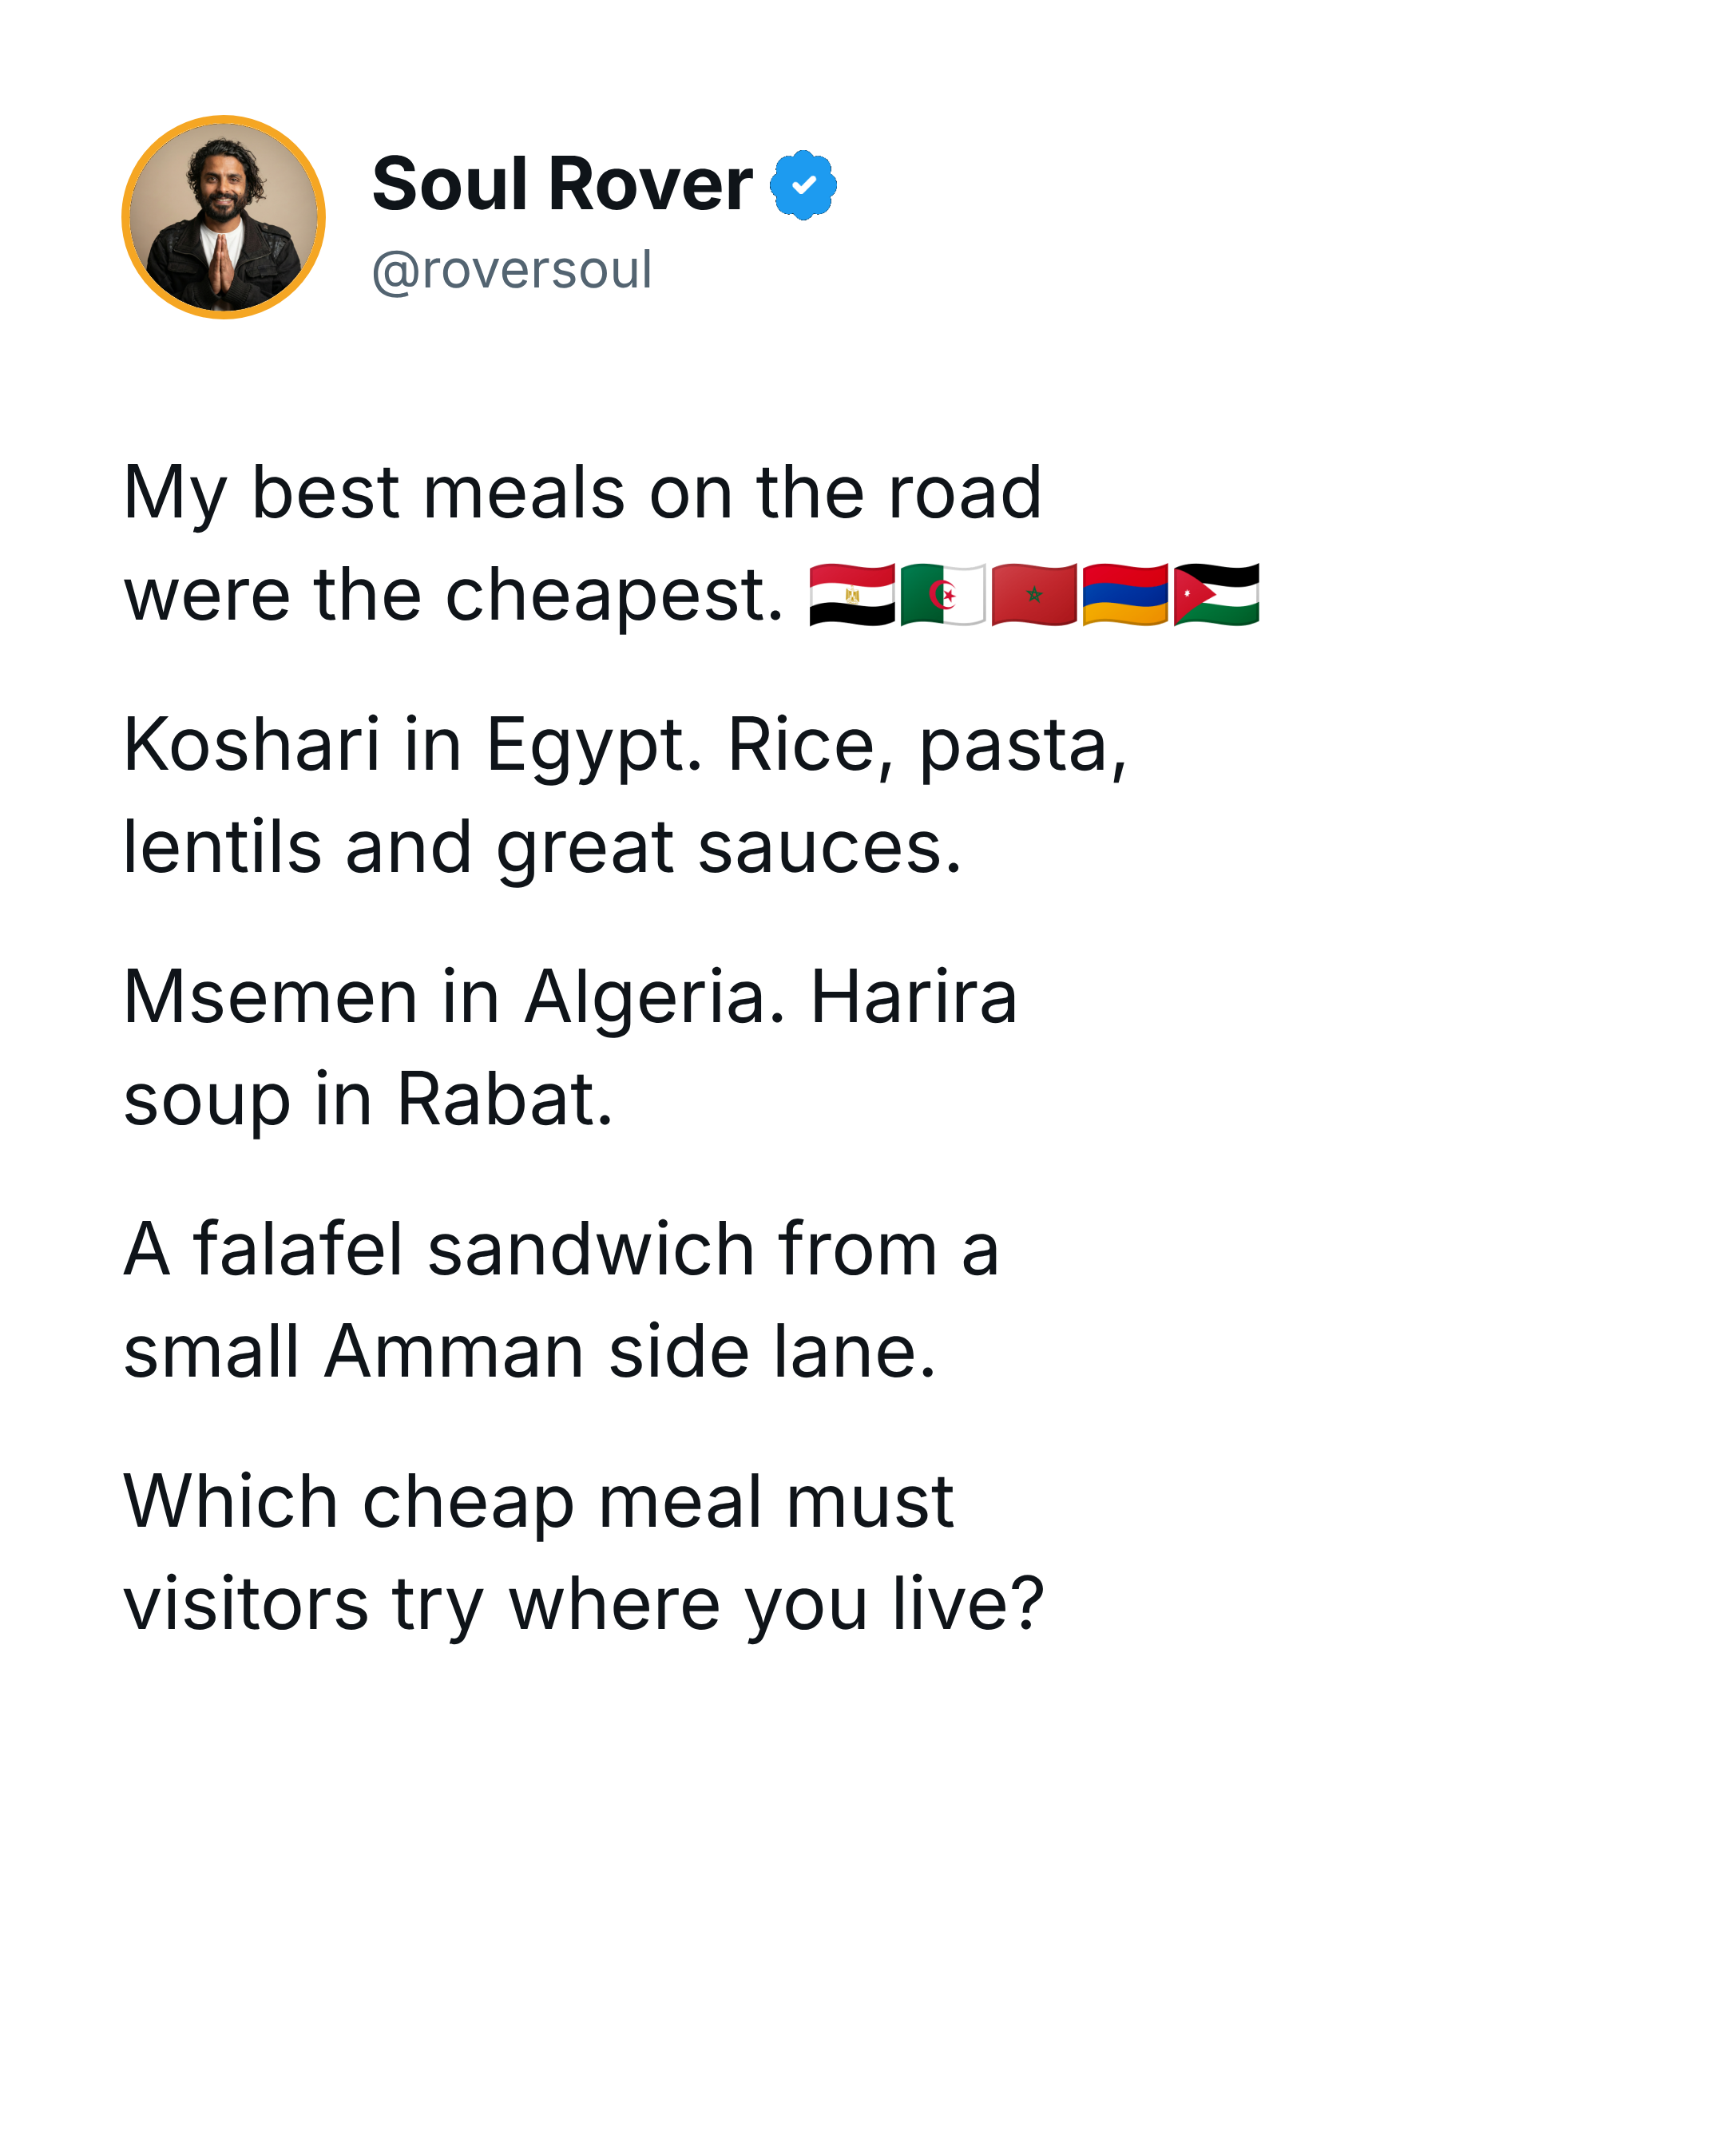 Soul Rover
@roversoul
My best meals on the road
were the cheapest. 🇪🇬🇩🇿🇲🇦🇦🇲🇯🇴
Koshari in Egypt. Rice, pasta,
lentils and great sauces.
Msemen in Algeria. Harira
soup in Rabat.
A falafel sandwich from a
small Amman side lane.
Which cheap meal must
visitors try where you live?